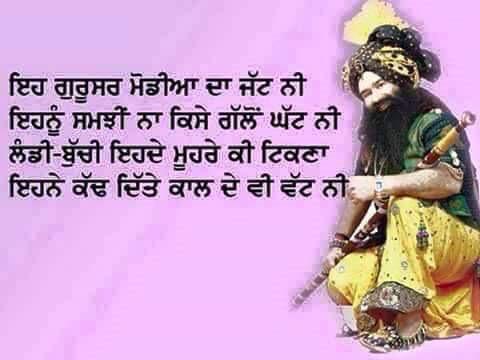 ਇਹ ਗੁਰੂਸਰ ਮੋਡੀਆ ਦਾ ਜੱਟ ਨੀ
ਇਹਨੂੰ ਸਮਝੀਂ ਨਾ ਕਿਸੇ ਗੱਲੋਂ ਘੱਟ ਨੀ
ਲੰਡੀ-ਬੁੱਚੀ ਇਹਦੇ ਮੂਹਰੇ ਕੀ ਟਿਕਣਾ
ਇਹਨੇ ਕੱਢ ਦਿੱਤੇ ਕਾਲ ਦੇ ਵੀ ਵੱਟ ਨੀ